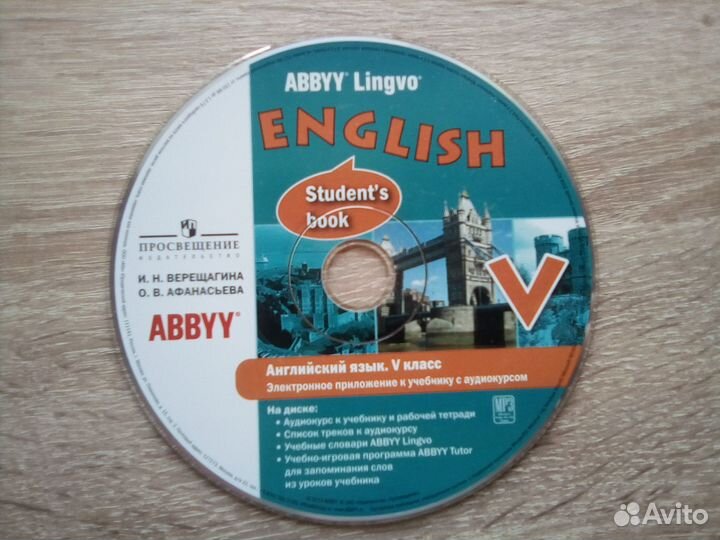 ABBYY® Lingvo®
ENGLISH
Student's
book
V
ПРОСВЕЩЕНИЕ
ИЗДАТЕЛЬСТВО
И. Н. ВЕРЕЩАГИНА
О. В. АФАНАСЬЕВА
ABBYY®
Английский язык. V класс
Электронное приложение к учебнику с аудиокурсом
На диске:
• Аудиокурс к учебнику и рабочей тетради
• Список треков к аудиокурсу
• Учебные словари ABBYY Lingvo
• Учебно-игровая программа ABBYY Tutor
для запоминания слов
из уроков учебника
MP3
Avito